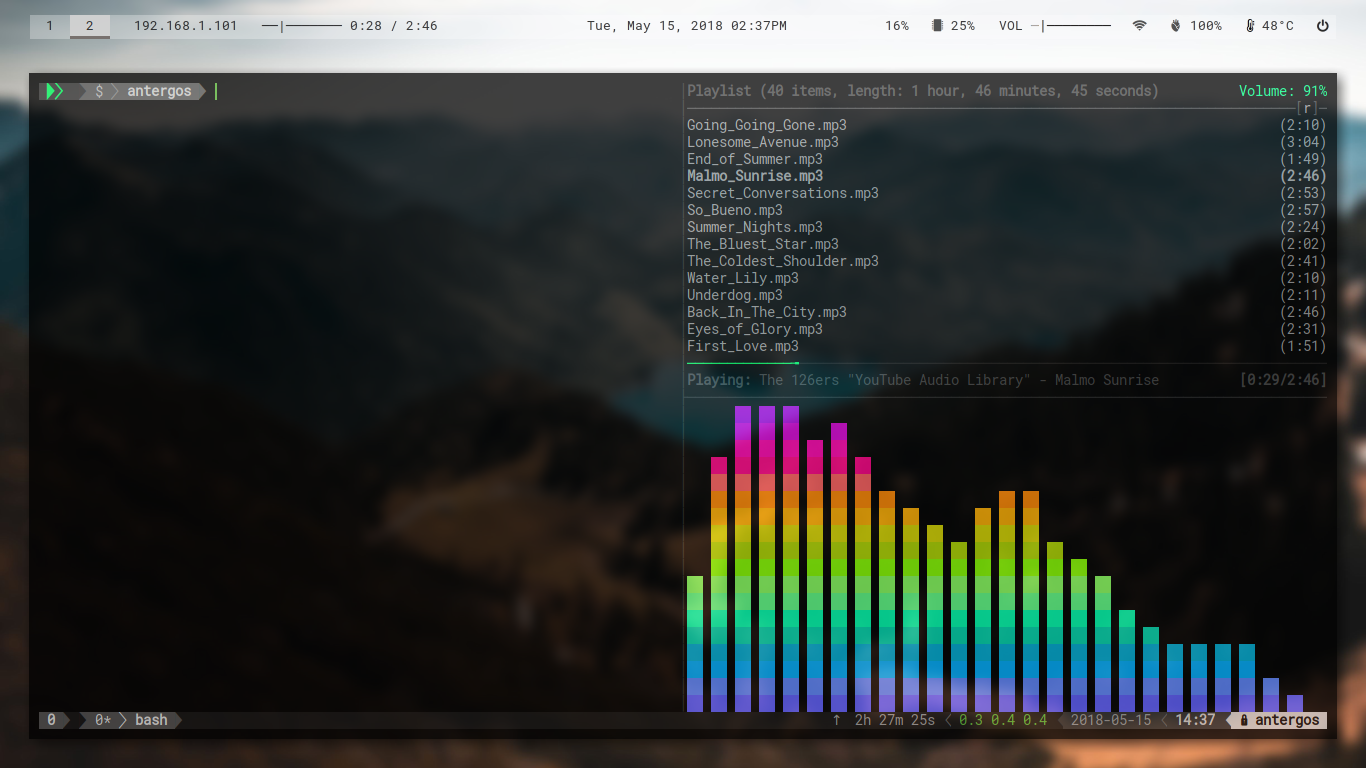 1 2 192.168.1.101 0:28 / 2:46 Tue, May 15, 2018 02:37PM 16% 25% VOL 100% 48°C
$ antergos
Playlist (40 items, length: 1 hour, 46 minutes, 45 seconds) Volume: 91%
[r]
Going_Going_Gone.mp3 (2:10)
Lonesome_Avenue.mp3 (3:04)
End_of_Summer.mp3 (1:49)
Malmo_Sunrise.mp3 (2:46)
Secret_Conversations.mp3 (2:53)
So_Bueno.mp3 (2:57)
Summer_Nights.mp3 (2:24)
The_Bluest_Star.mp3 (2:02)
The_Coldest_Shoulder.mp3 (2:41)
Water_Lily.mp3 (2:10)
Underdog.mp3 (2:11)
Back_In_The_City.mp3 (2:46)
Eyes_of_Glory.mp3 (2:31)
First_Love.mp3 (1:51)
Playing: The 126ers "YouTube Audio Library" - Malmo Sunrise [0:29/2:46]
0 0* bash ↑ 2h 27m 25s 0.3 0.4 0.4 2018-05-15 14:37 antergos